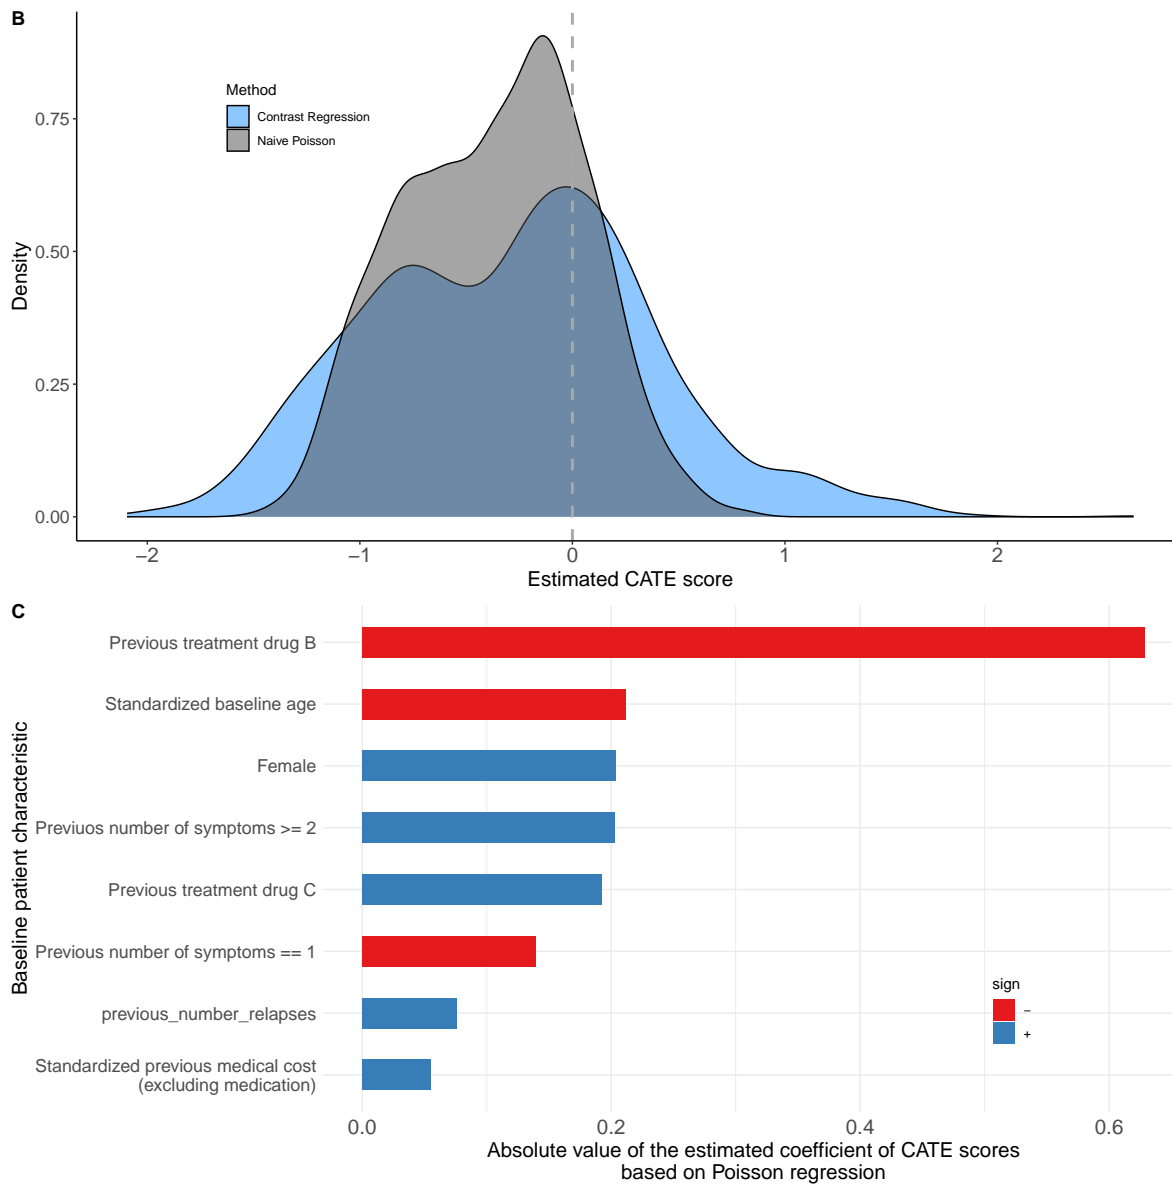 B
Method
Contrast Regression
Naive Poisson
Density
0.75
0.50
0.25
0.00
−2
−1
0
1
2
Estimated CATE score
C
Baseline patient characteristic
Previous treatment drug B
Standardized baseline age
Female
Previuos number of symptoms >= 2
Previous treatment drug C
Previous number of symptoms == 1
previous_number_relapses
Standardized previous medical cost
(excluding medication)
sign
−
+
0.0
0.2
0.4
0.6
Absolute value of the estimated coefficient of CATE scores
based on Poisson regression